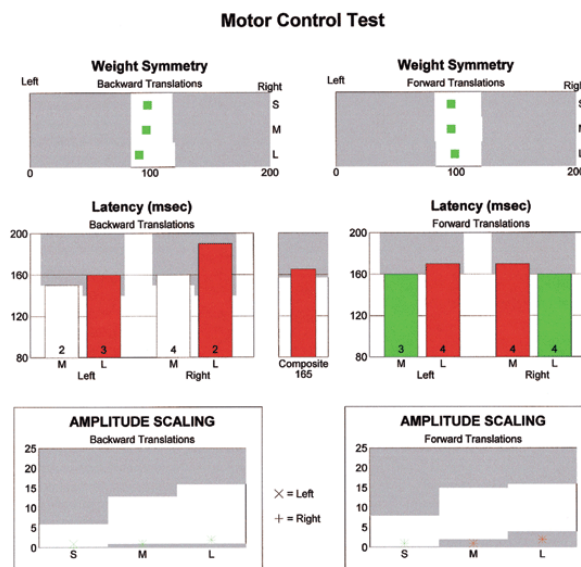 Motor Control Test
Weight Symmetry
Left Backward Translations Right
S
M
L
0 100 200
Weight Symmetry
Left Forward Translations Right
S
M
L
0 100 200
Latency (msec)
Backward Translations
200
160
120
80
2 3 4 2
M L M L
Left Right
Composite
165
Latency (msec)
Forward Translations
200
160
120
80
3 4 4 4
M L M L
Left Right
AMPLITUDE SCALING
Backward Translations
25
20
15
10
5
0
S M L
× = Left
+ = Right
AMPLITUDE SCALING
Forward Translations
25
20
15
10
5
0
S M L